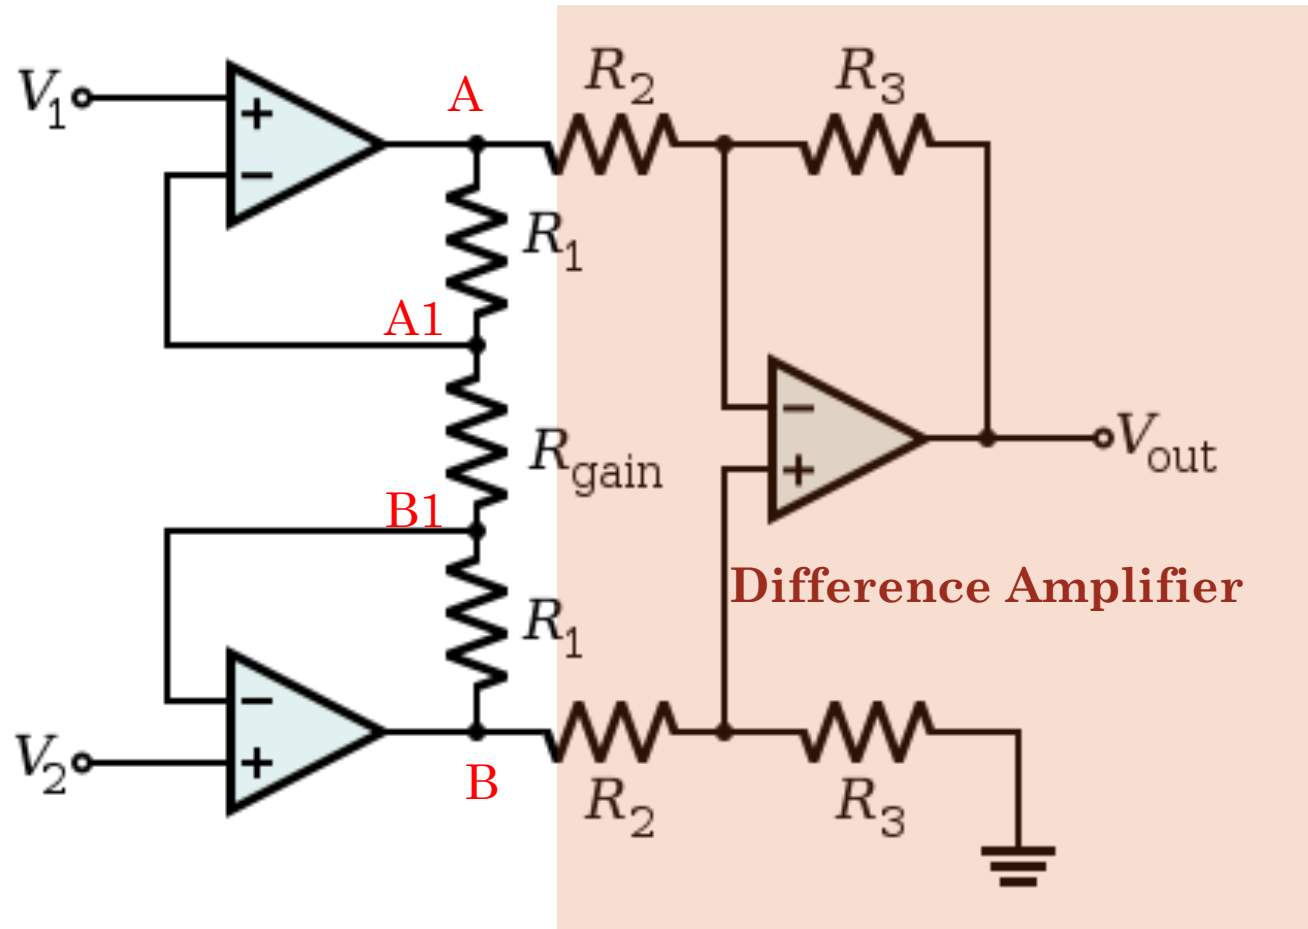 R2
R3
A
V1
+
−
R1
A1
Rgain
−
+
Vout
B1
Difference Amplifier
R1
−
+
V2
B
R2
R3